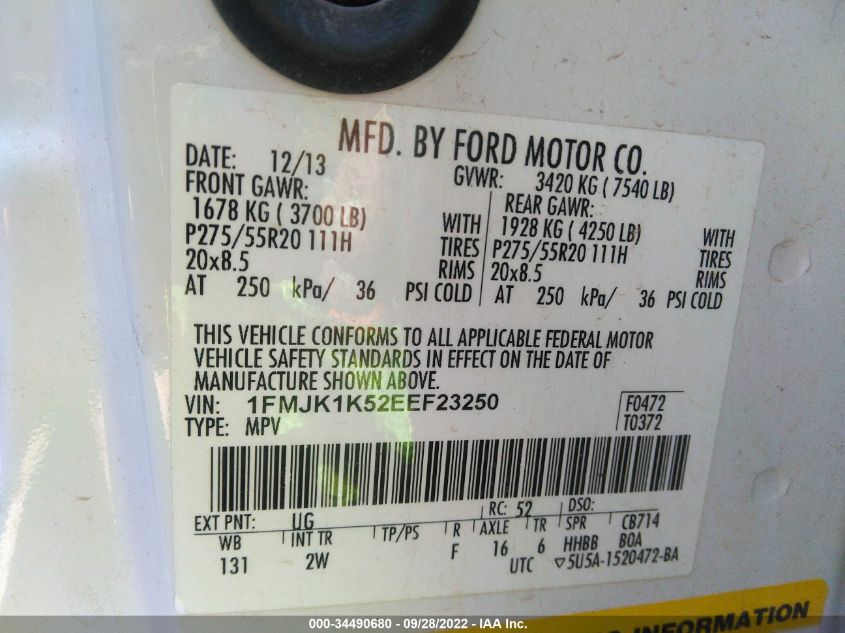 MFD. BY FORD MOTOR CO.
DATE: 12/13
GVWR: 3420 KG ( 7540 LB)
FRONT GAWR:
1678 KG ( 3700 LB) WITH
P275/55R20 111H TIRES
20x8.5 RIMS
AT 250 kPa/ 36 PSI COLD
REAR GAWR:
1928 KG ( 4250 LB) WITH
P275/55R20 111H TIRES
20x8.5 RIMS
AT 250 kPa/ 36 PSI COLD
THIS VEHICLE CONFORMS TO ALL APPLICABLE FEDERAL MOTOR
VEHICLE SAFETY STANDARDS IN EFFECT ON THE DATE OF
MANUFACTURE SHOWN ABOVE.
VIN: 1FMJK1K52EEF23250
TYPE: MPV
F0472
T0372
EXT PNT: UG RC: 52 DSO:
WB INT TR TP/PS R AXLE TR SPR CB714
131 2W F 16 6 HHBB BOA
UTC ▽5U5A-1520472-BA
INFORMATION
000-34490680 - 09/28/2022 - IAA Inc.